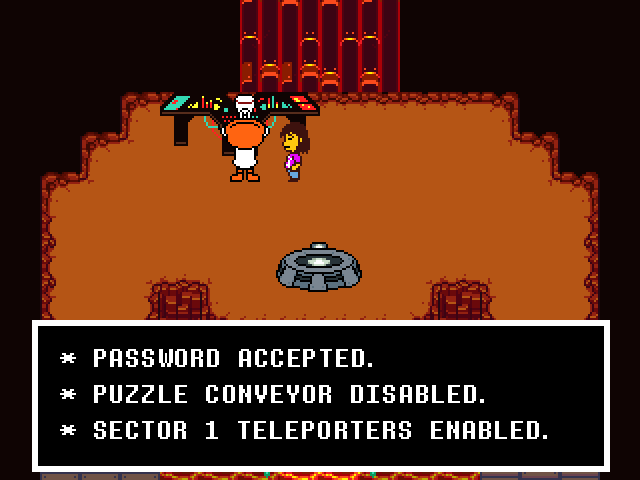 * PASSWORD ACCEPTED.
* PUZZLE CONVEYOR DISABLED.
* SECTOR 1 TELEPORTERS ENABLED.